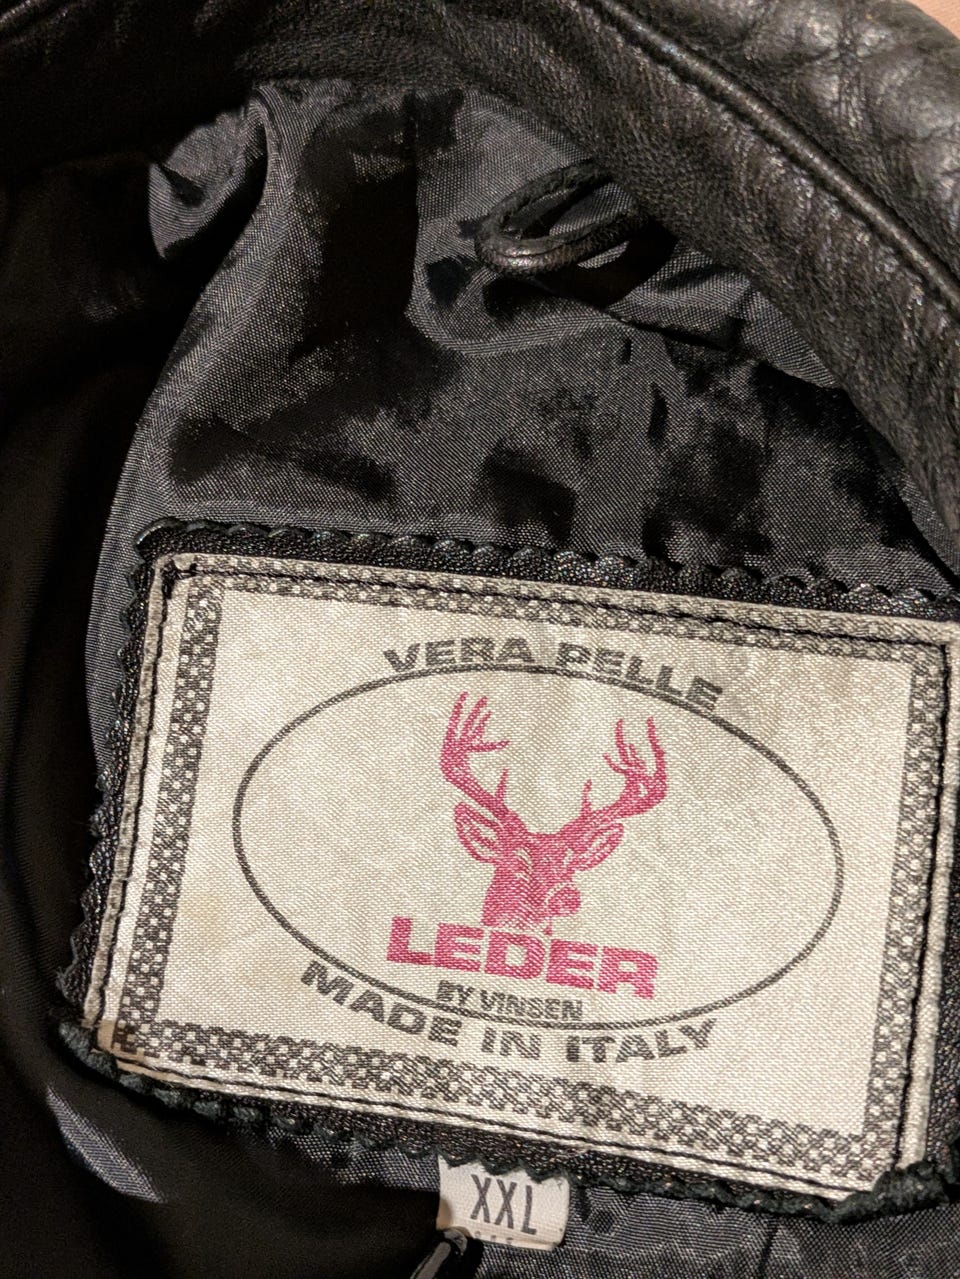 VERA PELLE
LEDER
BY VINSEN
MADE IN ITALY
XXL